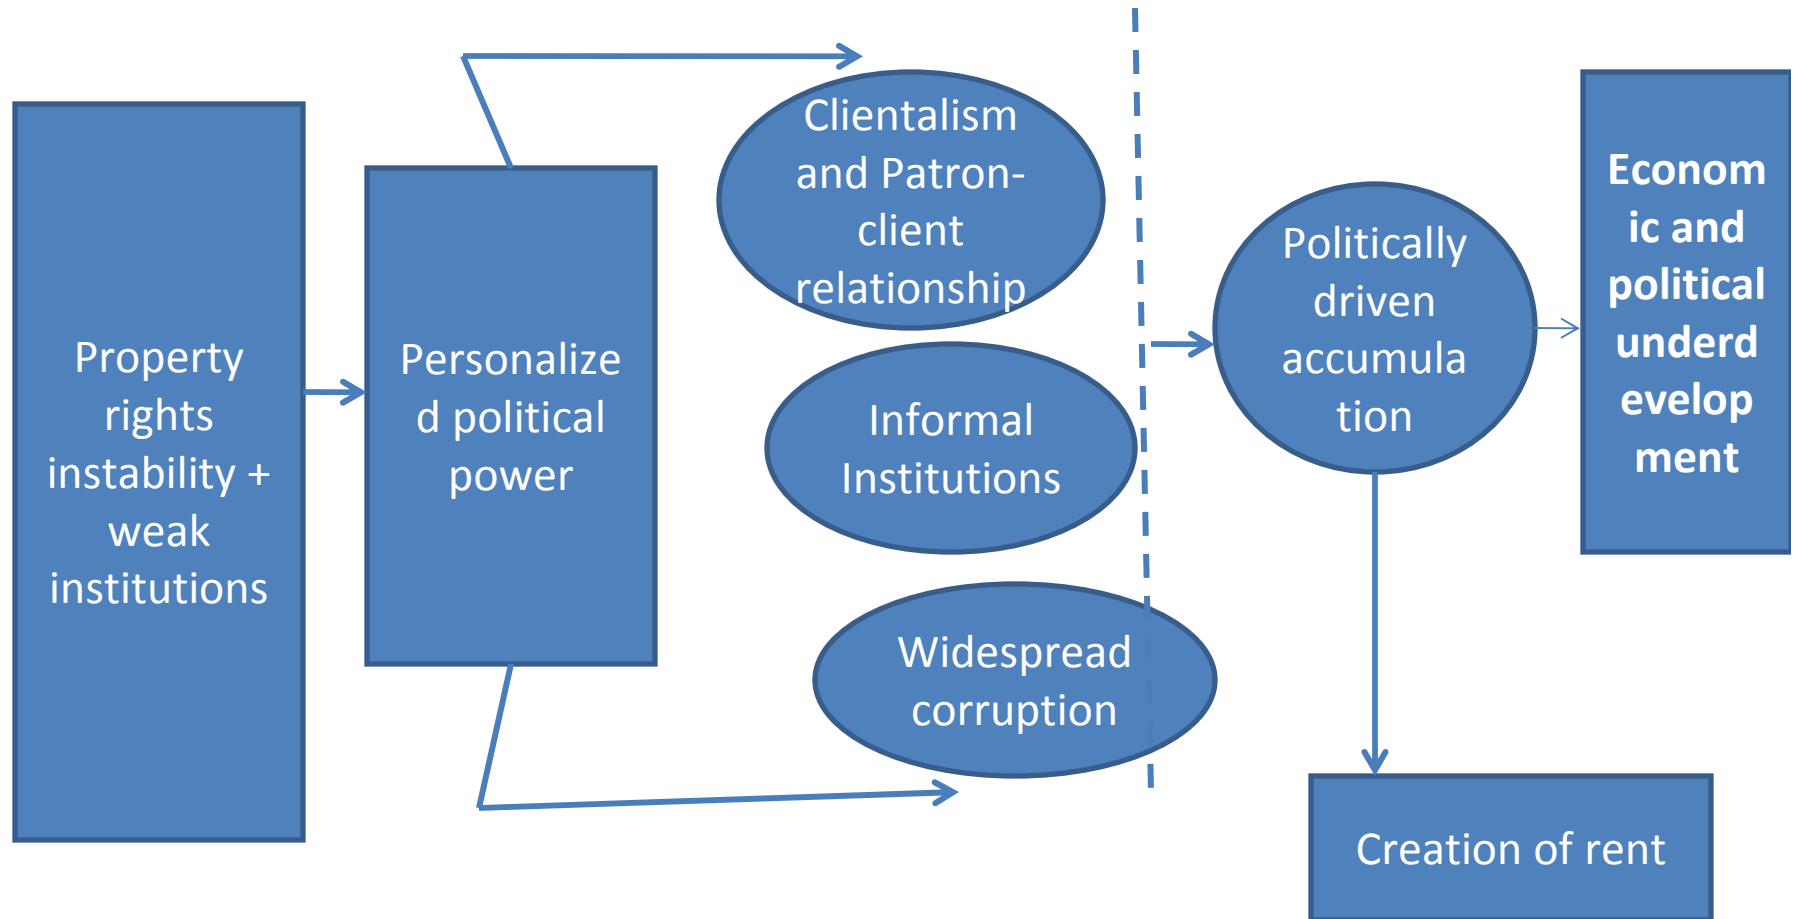 Property
rights
instability +
weak
institutions
Personalize
d political
power
Clientalism
and Patron-
client
relationship
Informal
Institutions
Widespread
corruption
Politically
driven
accumula
tion
Econom
ic and
political
underd
evelop
ment
Creation of rent